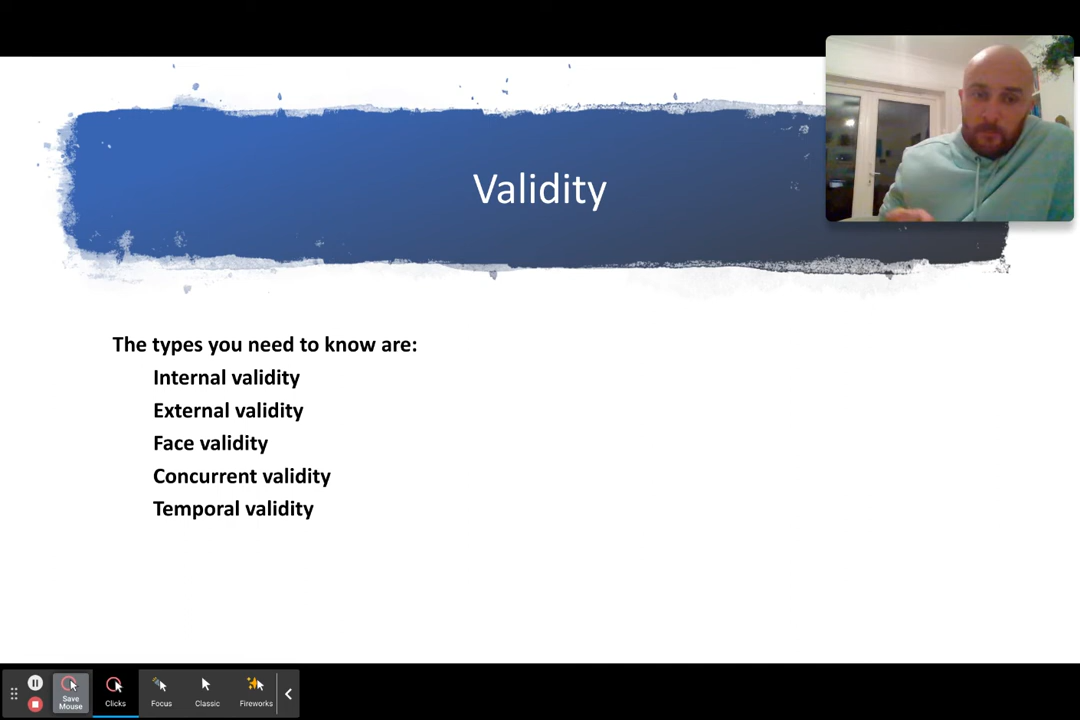 Validity
The types you need to know are:
Internal validity
External validity
Face validity
Concurrent validity
Temporal validity
Save
Mouse
Clicks
Focus
Classic
Fireworks